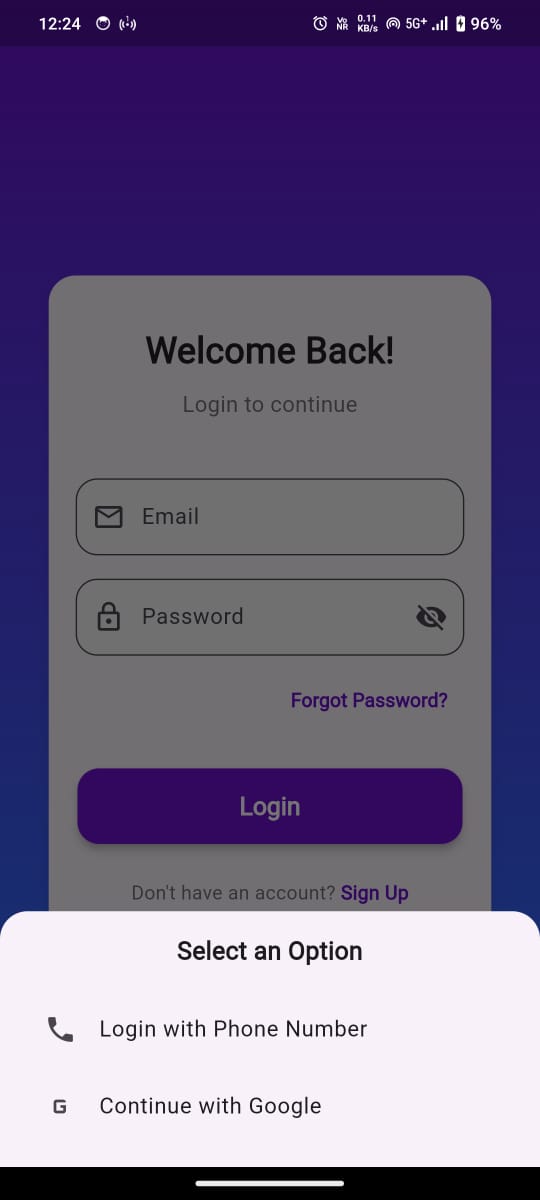 12:24 Vo NR 0.11 KB/s 5G+ 96%
Welcome Back!
Login to continue
Email
Password
Forgot Password?
Login
Don't have an account? Sign Up
Select an Option
Login with Phone Number
G Continue with Google